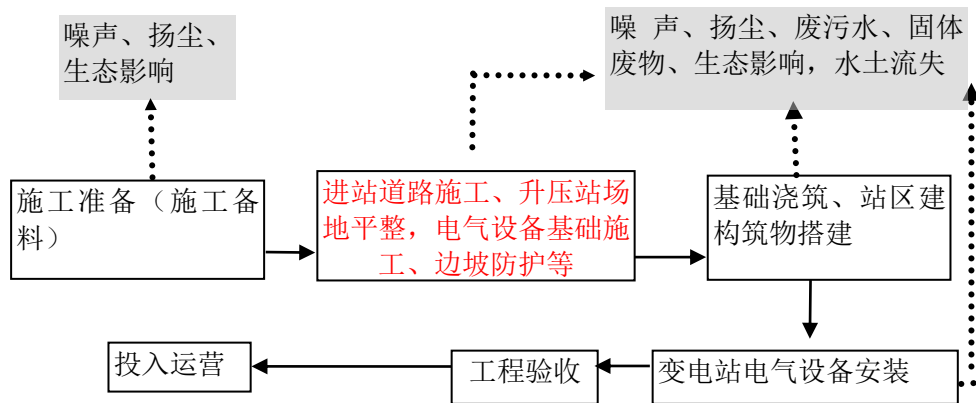 噪声、扬尘、
生态影响
噪 声、扬尘、废污水、固体
废物、生态影响，水土流失
施工准备（施工备
料）
进站道路施工、升压站场
地平整，电气设备基础施
工、边坡防护等
基础浇筑、站区建
构筑物搭建
投入运营
工程验收
变电站电气设备安装